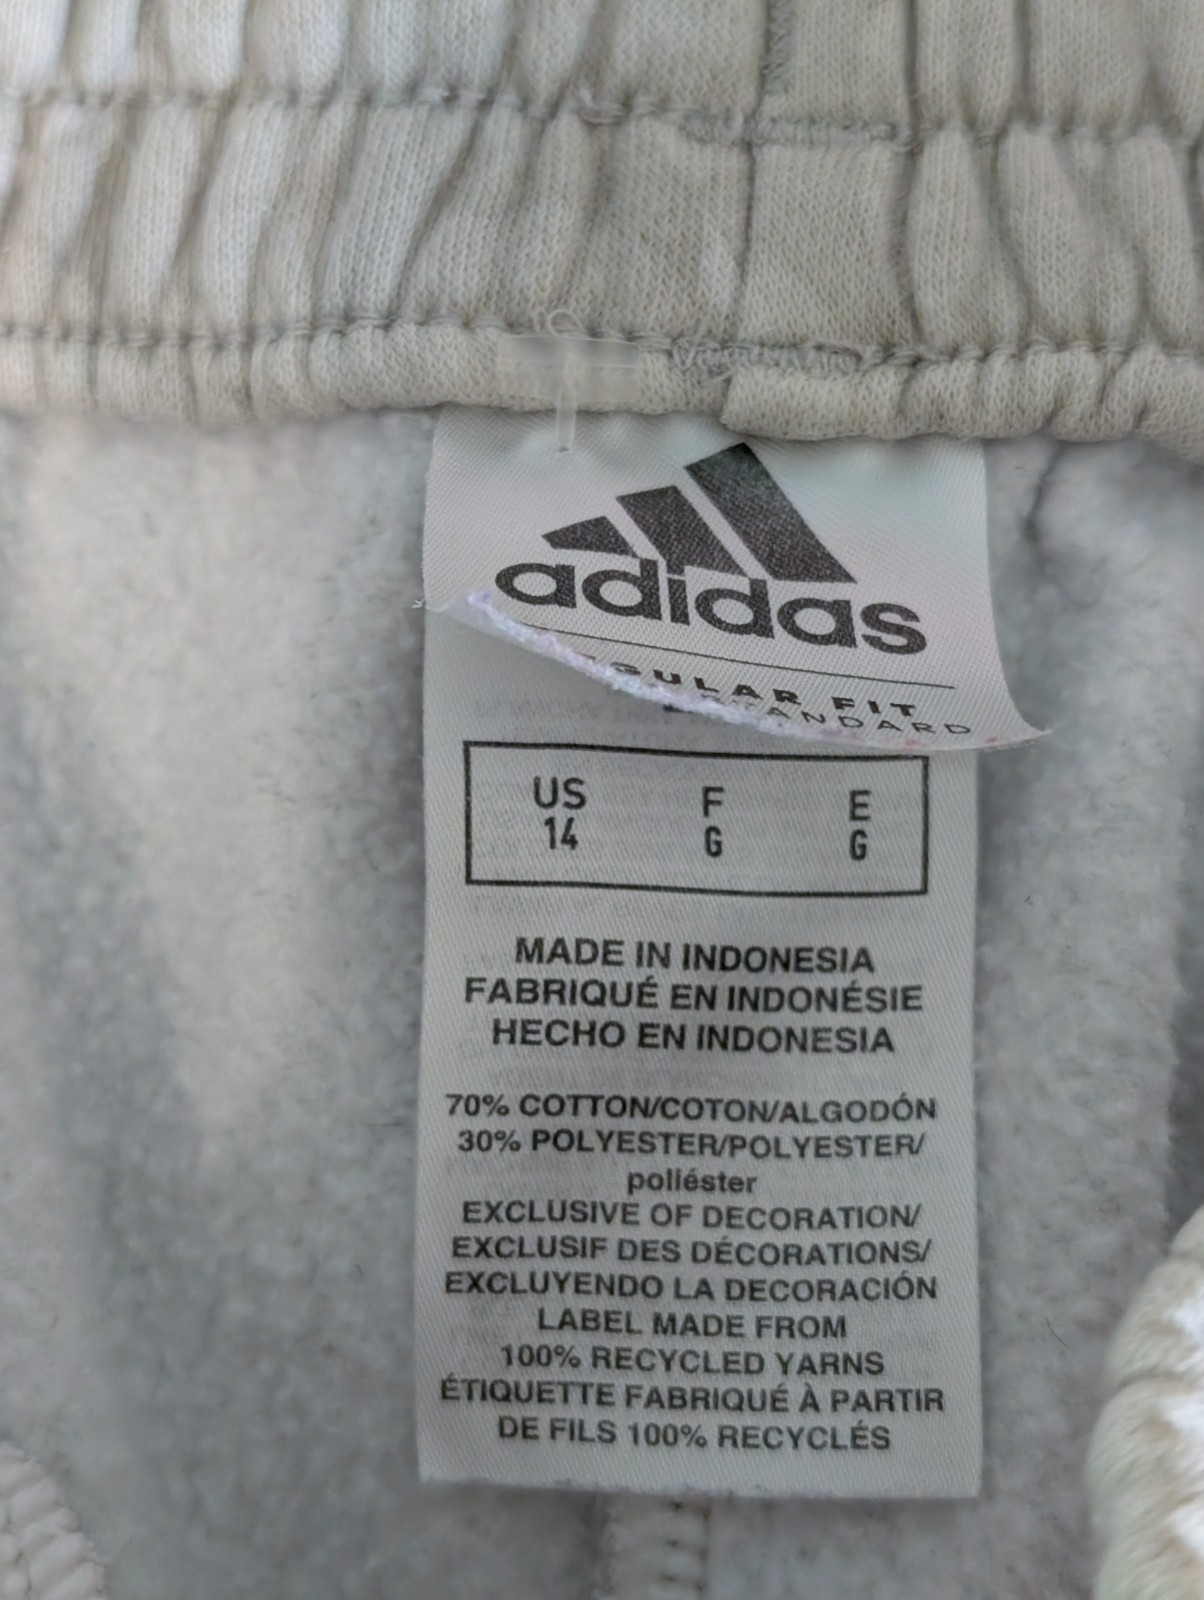 adidas
GULAR FIT
TANDARD
US F E
14 G G
MADE IN INDONESIA
FABRIQUÉ EN INDONÉSIE
HECHO EN INDONESIA
70% COTTON/COTON/ALGODÓN
30% POLYESTER/POLYESTER/
poliéster
EXCLUSIVE OF DECORATION/
EXCLUSIF DES DÉCORATIONS/
EXCLUYENDO LA DECORACIÓN
LABEL MADE FROM
100% RECYCLED YARNS
ÉTIQUETTE FABRIQUÉ À PARTIR
DE FILS 100% RECYCLÉS